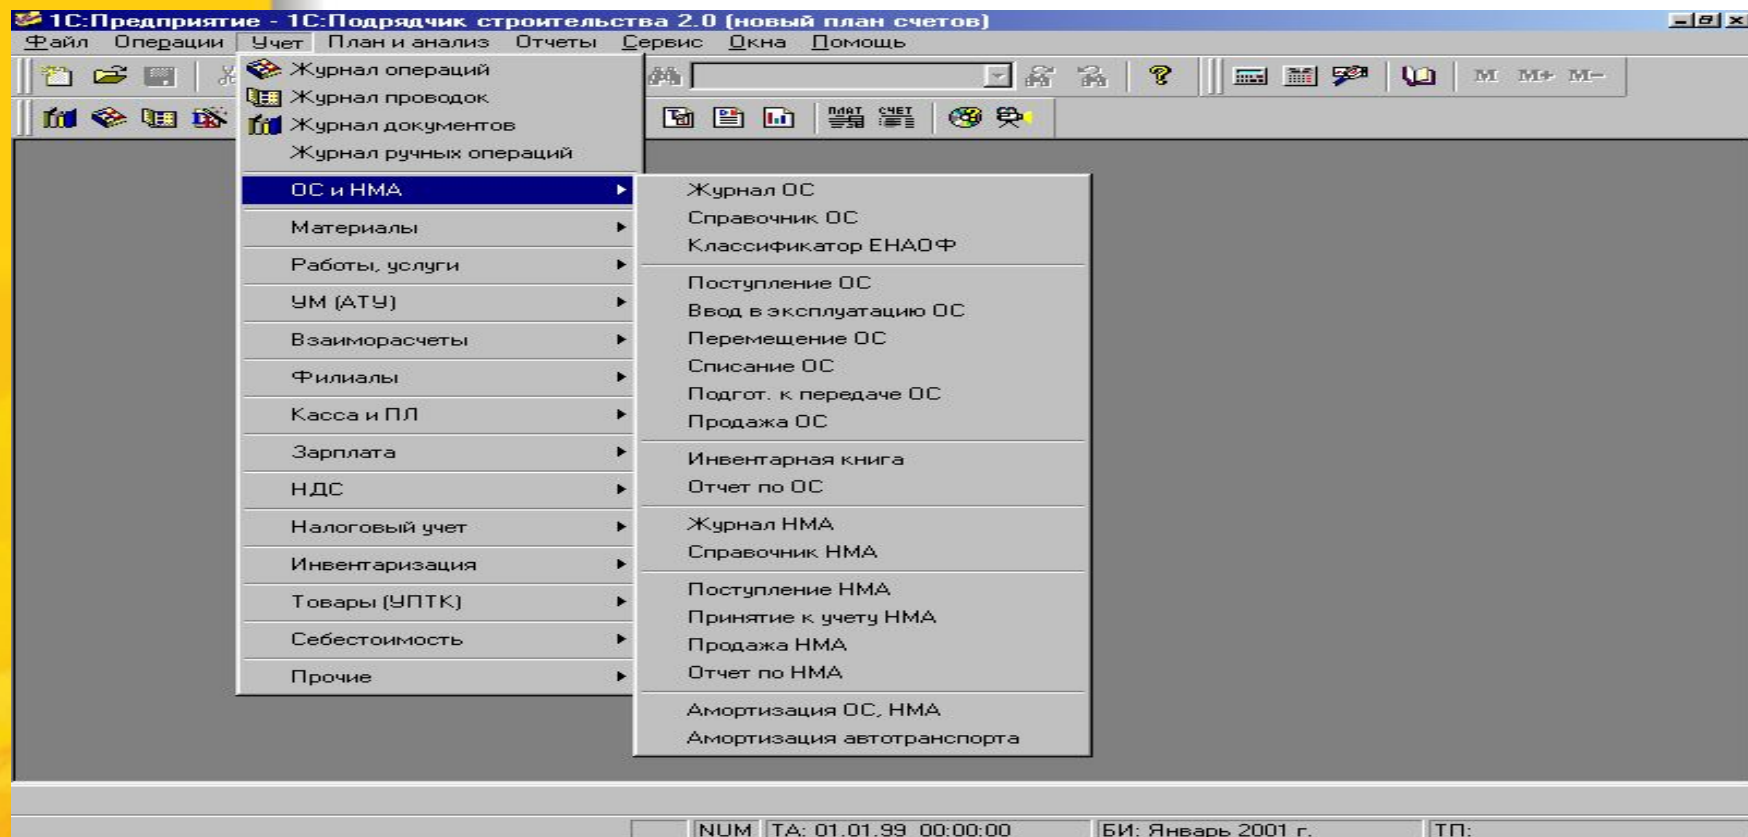 1С:Предприятие - 1С:Подрядчик строительства 2.0 (новый план счетов)
Файл Операции Учет План и анализ Отчеты Сервис Окна Помощь
M M+ M-
ПЛАТ СЧЕТ
Журнал операций
Журнал проводок
Журнал документов
Журнал ручных операций
ОС и НМА
Материалы
Работы, услуги
УМ (АТУ)
Взаиморасчеты
Филиалы
Касса и ПЛ
Зарплата
НДС
Налоговый учет
Инвентаризация
Товары (УПТК)
Себестоимость
Прочие
Журнал ОС
Справочник ОС
Классификатор ЕНАОФ
Поступление ОС
Ввод в эксплуатацию ОС
Перемещение ОС
Списание ОС
Подгот. к передаче ОС
Продажа ОС
Инвентарная книга
Отчет по ОС
Журнал НМА
Справочник НМА
Поступление НМА
Принятие к учету НМА
Продажа НМА
Отчет по НМА
Амортизация ОС, НМА
Амортизация автотранспорта
NUM TA: 01.01.99 00:00:00 БИ: Январь 2001 г. ТП: